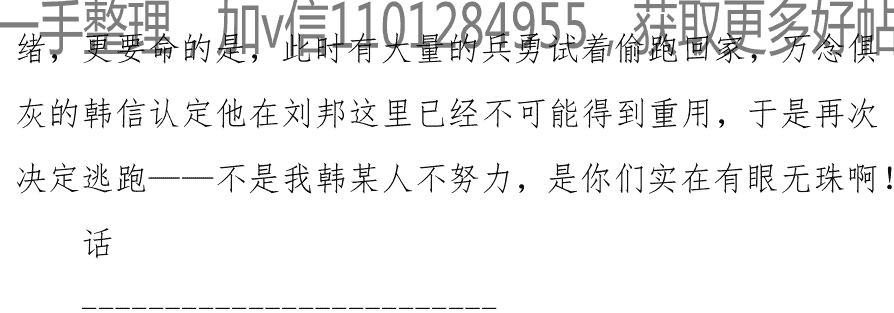 一手整理，加v信1101284955，获取更多好帖
绪，更要命的是，此时有大量的兵勇试着偷跑回家，万念俱
灰的韩信认定他在刘邦这里已经不可能得到重用，于是再次
决定逃跑——不是我韩某人不努力，是你们实在有眼无珠啊！
话
_________________________